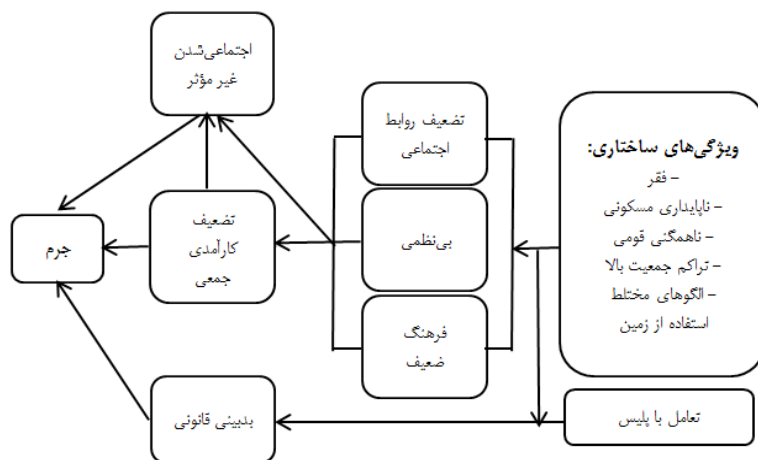 ویژگی‌های ساختاری:
- فقر
- ناپایداری مسکونی
- ناهمگنی قومی
- تراکم جمعیت بالا
- الگوهای مختلط
استفاده از زمین
تعامل با پلیس
تضعیف روابط
اجتماعی
بی‌نظمی
فرهنگ
ضعیف
اجتماعی‌شدن
غیر مؤثر
تضعیف
کارآمدی
جمعی
بدبینی قانونی
جرم